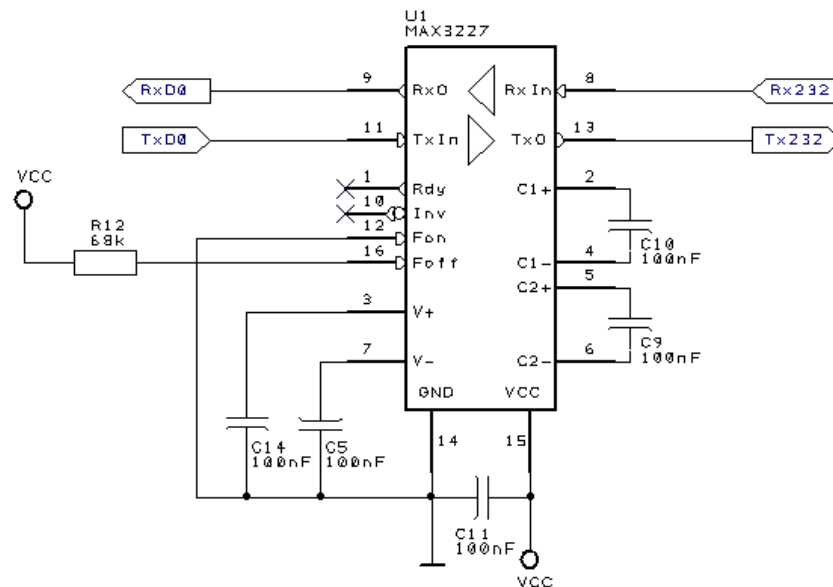 U1
MAX3227
RxD0
9
RxO
RxIn
8
Rx232
TxD0
11
TxIn
TxO
13
Tx232
VCC
1
Rdy
C1+
2
10
Inv
R12
68k
12
Fon
C10
100nF
16
Foff
C1-
4
C2+
5
3
V+
C9
100nF
7
V-
C2-
6
GND
VCC
C14
100nF
C5
100nF
14
15
C11
100nF
VCC